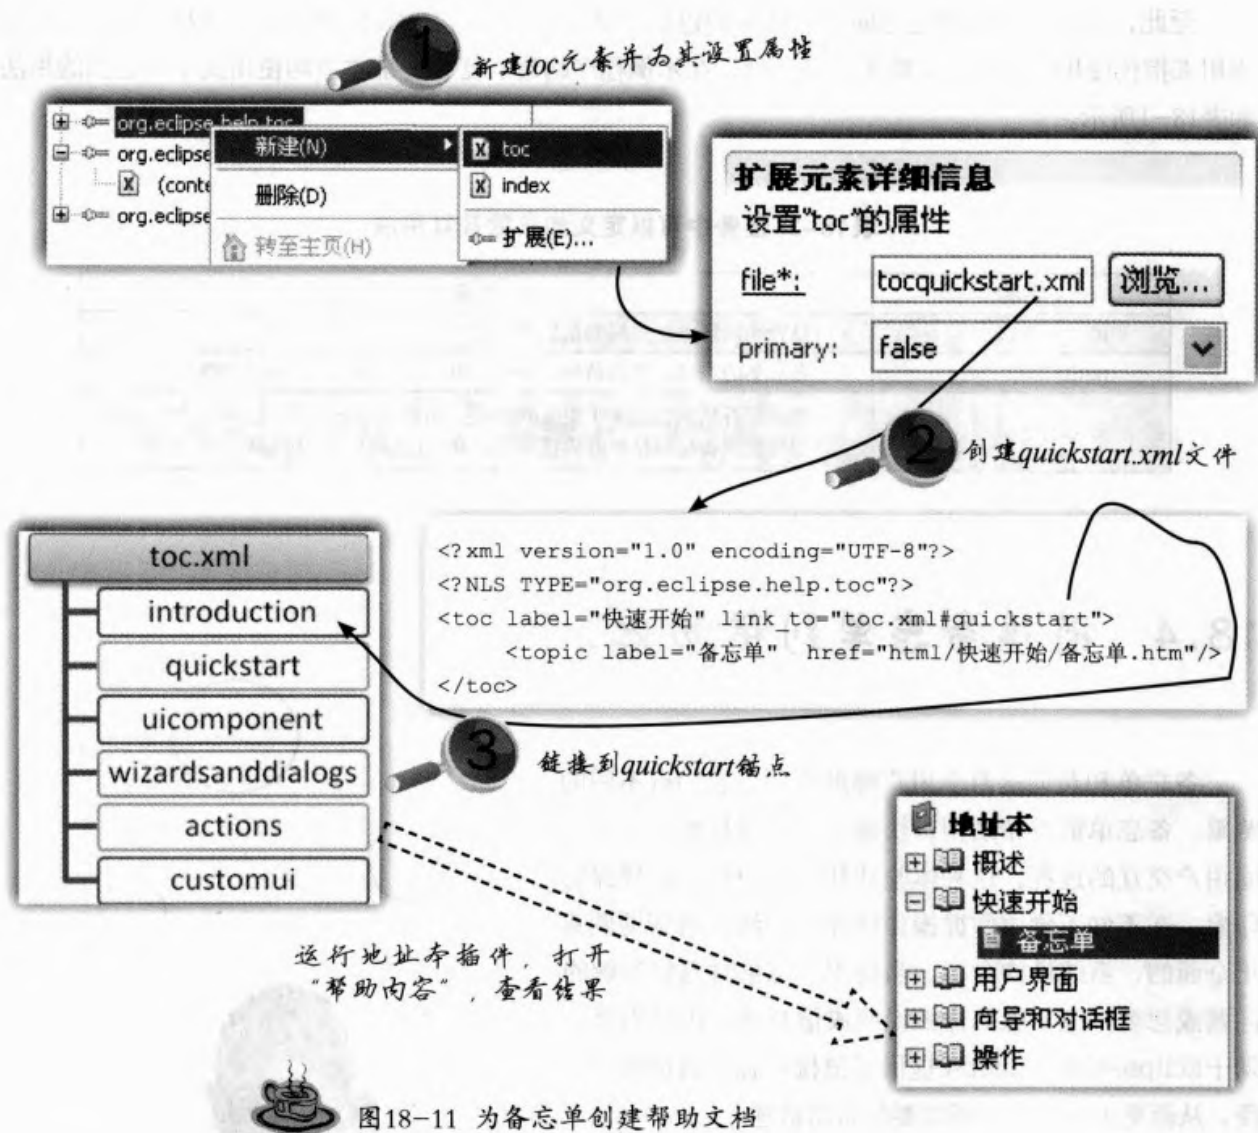 1
新建toc元素并为其设置属性
org.eclipse.help.toc
org.eclipse
(conte
org.eclipse
新建(N)
删除(D)
转至主页(H)
toc
index
扩展(E)...
扩展元素详细信息
设置"toc"的属性
file*:
tocquickstart.xml
浏览...
primary:
false
2
创建quickstart.xml文件
<?xml version="1.0" encoding="UTF-8"?>
<?NLS TYPE="org.eclipse.help.toc"?>
<toc label="快速开始" link_to="toc.xml#quickstart">
<topic label="备忘单" href="html/快速开始/备忘单.htm"/>
</toc>
toc.xml
introduction
quickstart
uicomponent
wizardsanddialogs
actions
customui
3
链接到quickstart锚点
地址本
概述
快速开始
备忘单
用户界面
向导和对话框
操作
运行地址本插件，打开
“帮助内容”，查看结果
图18-11 为备忘单创建帮助文档